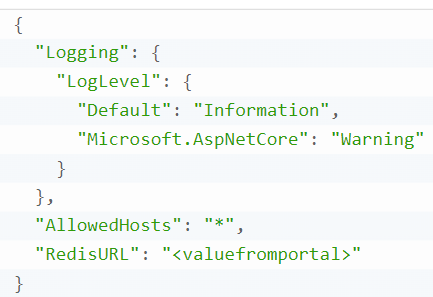 {
  "Logging": {
    "LogLevel": {
      "Default": "Information",
      "Microsoft.AspNetCore": "Warning"
    }
  },
  "AllowedHosts": "*",
  "RedisURL": "<valuefromportal>"
}